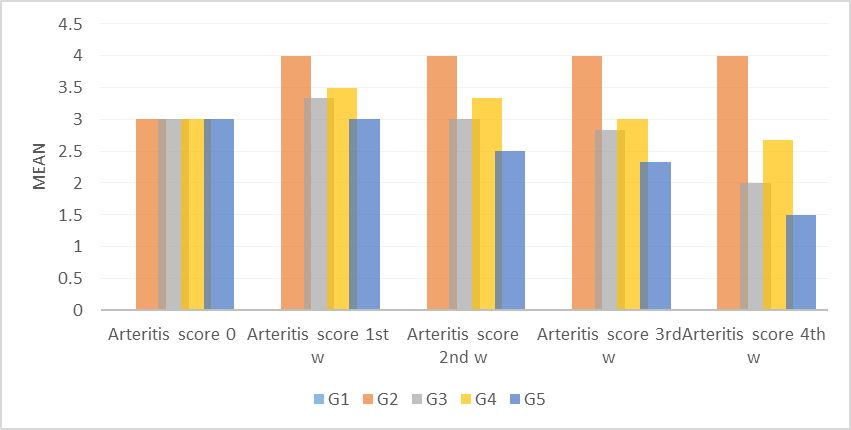 4.5
4
3.5
3
2.5
2
1.5
1
0.5
0
MEAN
Arteritis score 0
Arteritis score 1st
w
Arteritis score
2nd w
Arteritis score 3rd
w
Arteritis score 4th
w
G1 G2 G3 G4 G5